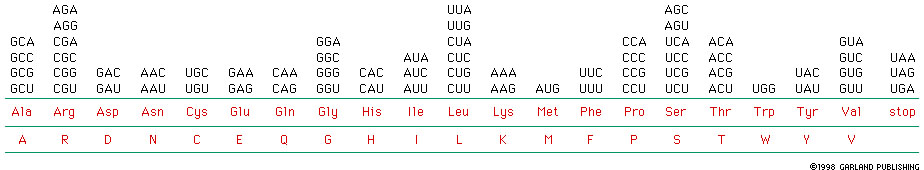 AGA UUA AGC
AGG UUG AGU
GCA CGA GGA CUA CCA UCA ACA GUA
GCC CGC GGC AUA CUC CCC UCC ACC GUC UAA
GCG CGG GAC AAC UGC GAA CAA GGG CAC AUC CUG AAA UUC CCG UCG ACG UAC GUG UAG
GCU CGU GAU AAU UGU GAG CAG GGU CAU AUU CUU AAG AUG UUU CCU UCU ACU UGG UAU GUU UGA
Ala Arg Asp Asn Cys Glu Gln Gly His Ile Leu Lys Met Phe Pro Ser Thr Trp Tyr Val stop
A R D N C E Q G H I L K M F P S T W Y V
©1998 GARLAND PUBLISHING